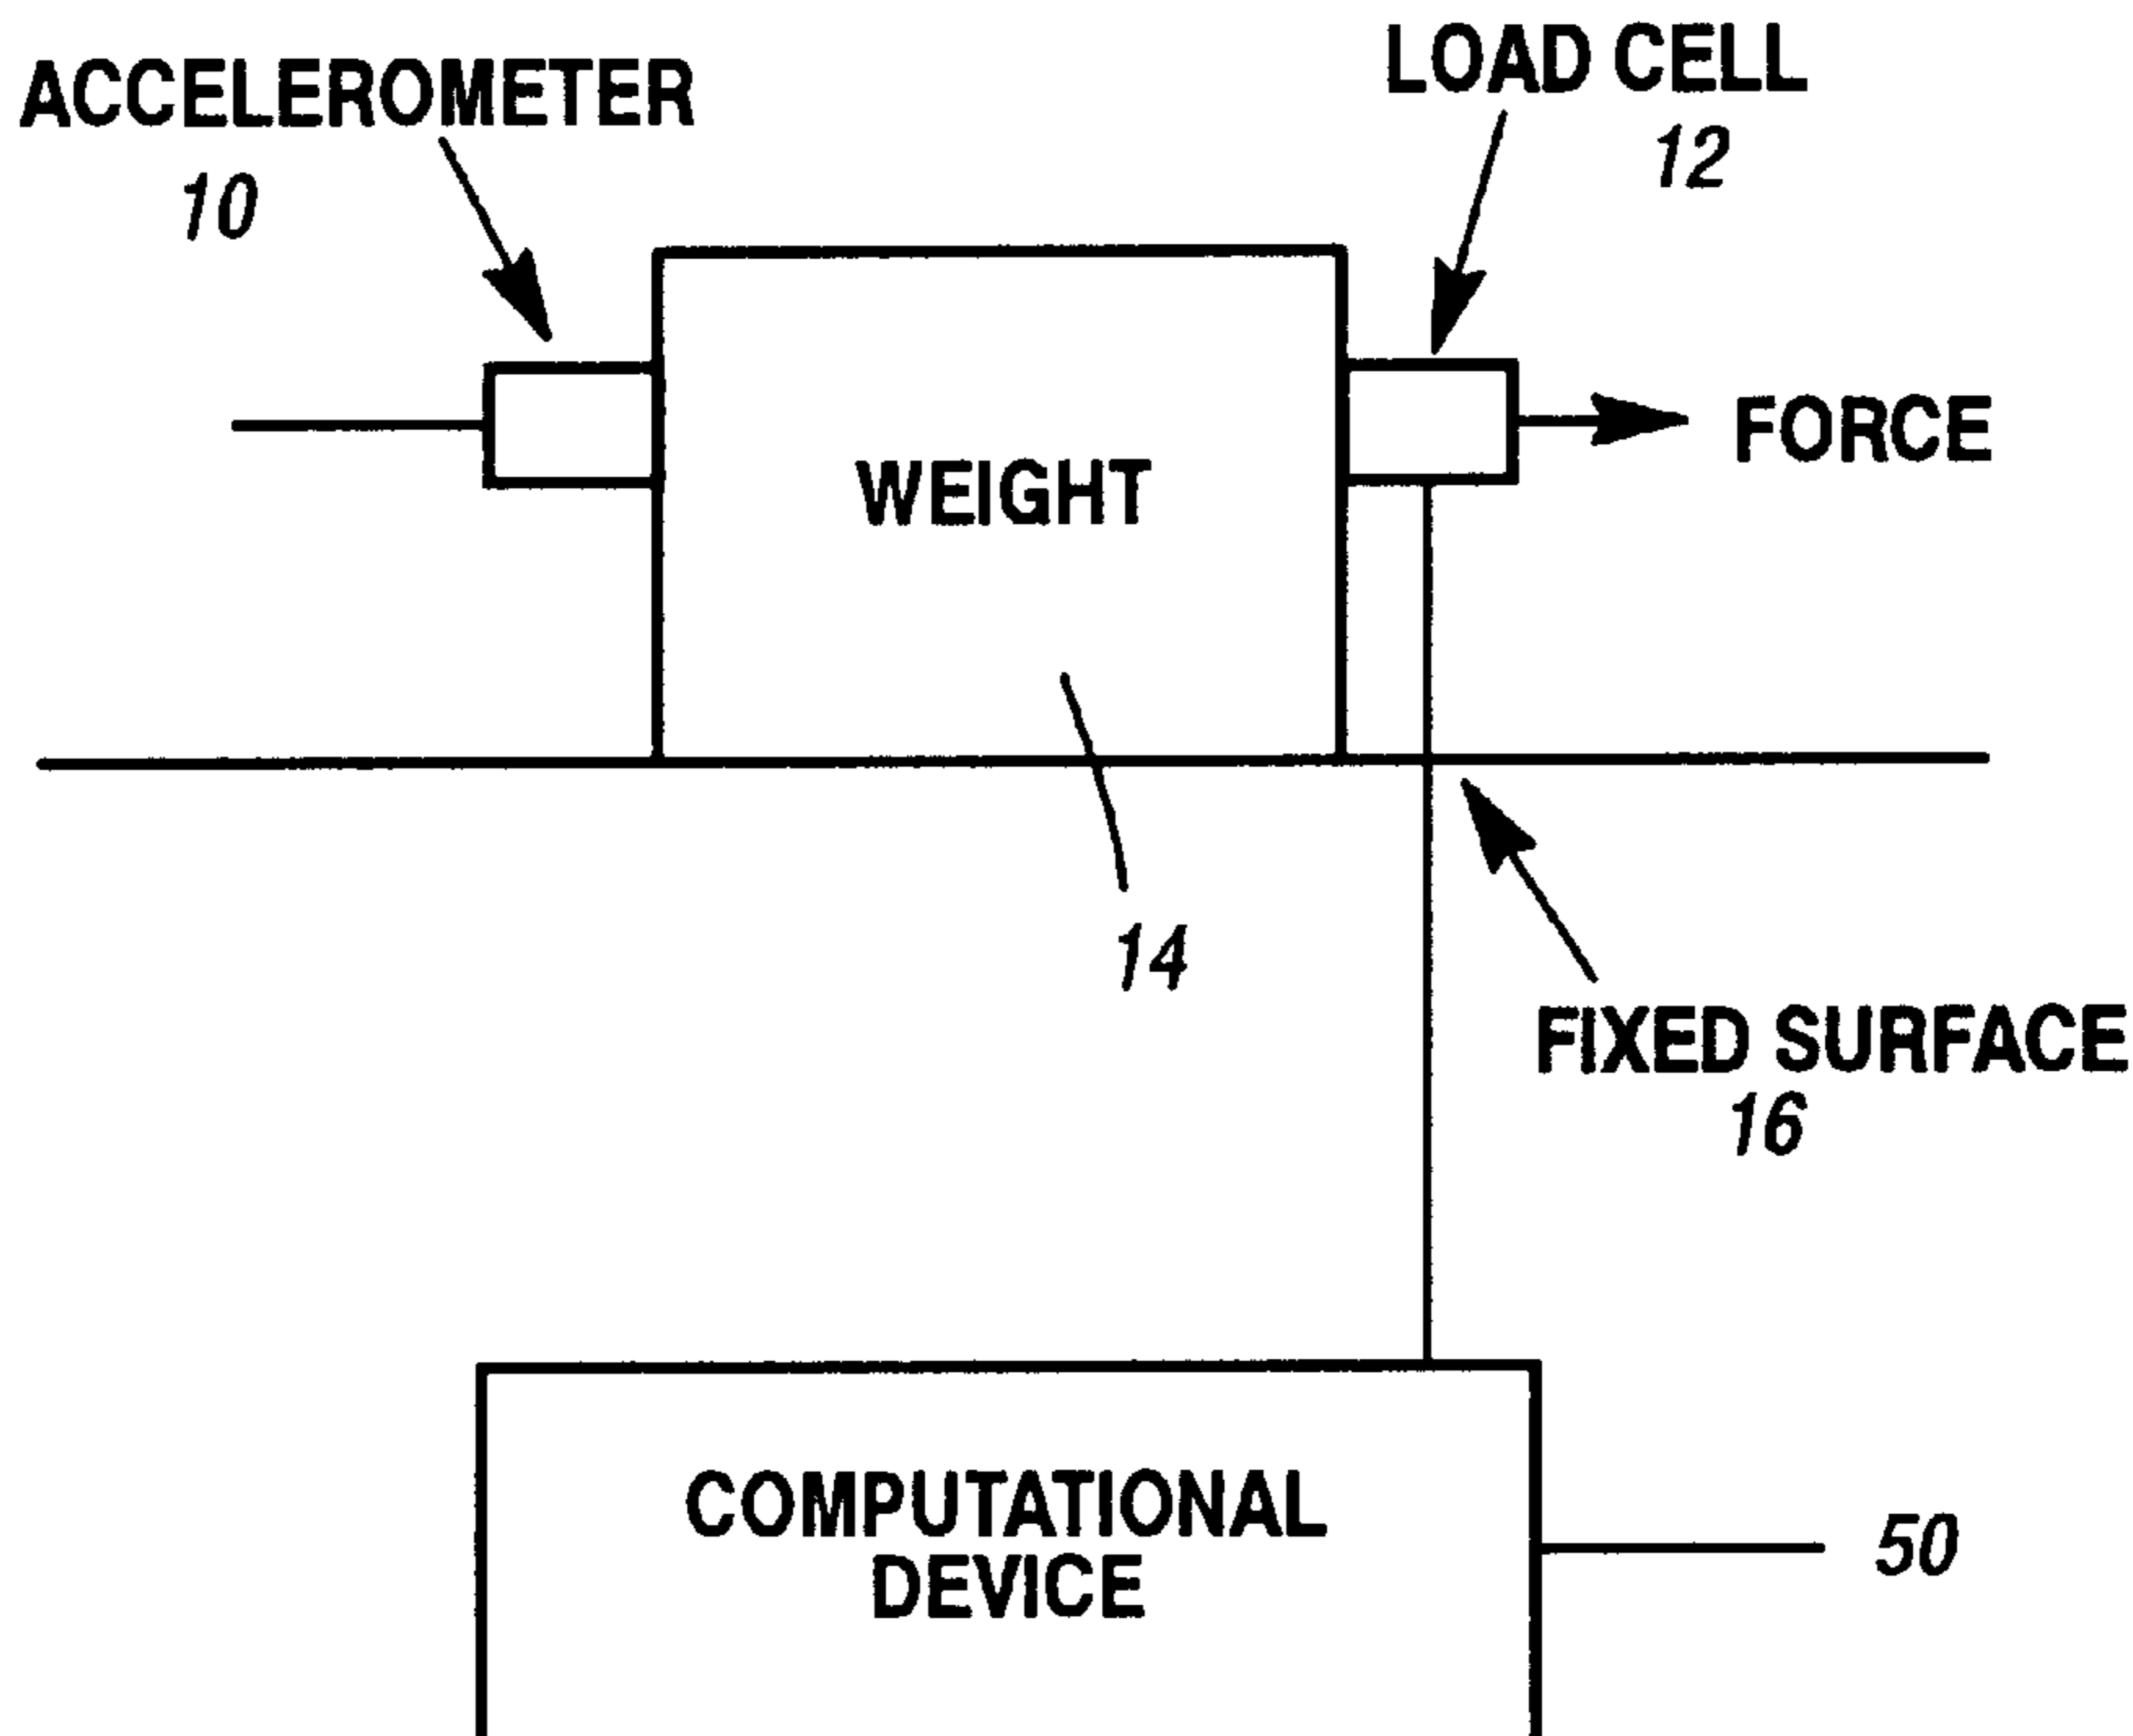 ACCELEROMETER
10
LOAD CELL
12
FORCE
WEIGHT
14
FIXED SURFACE
16
COMPUTATIONAL
DEVICE
50